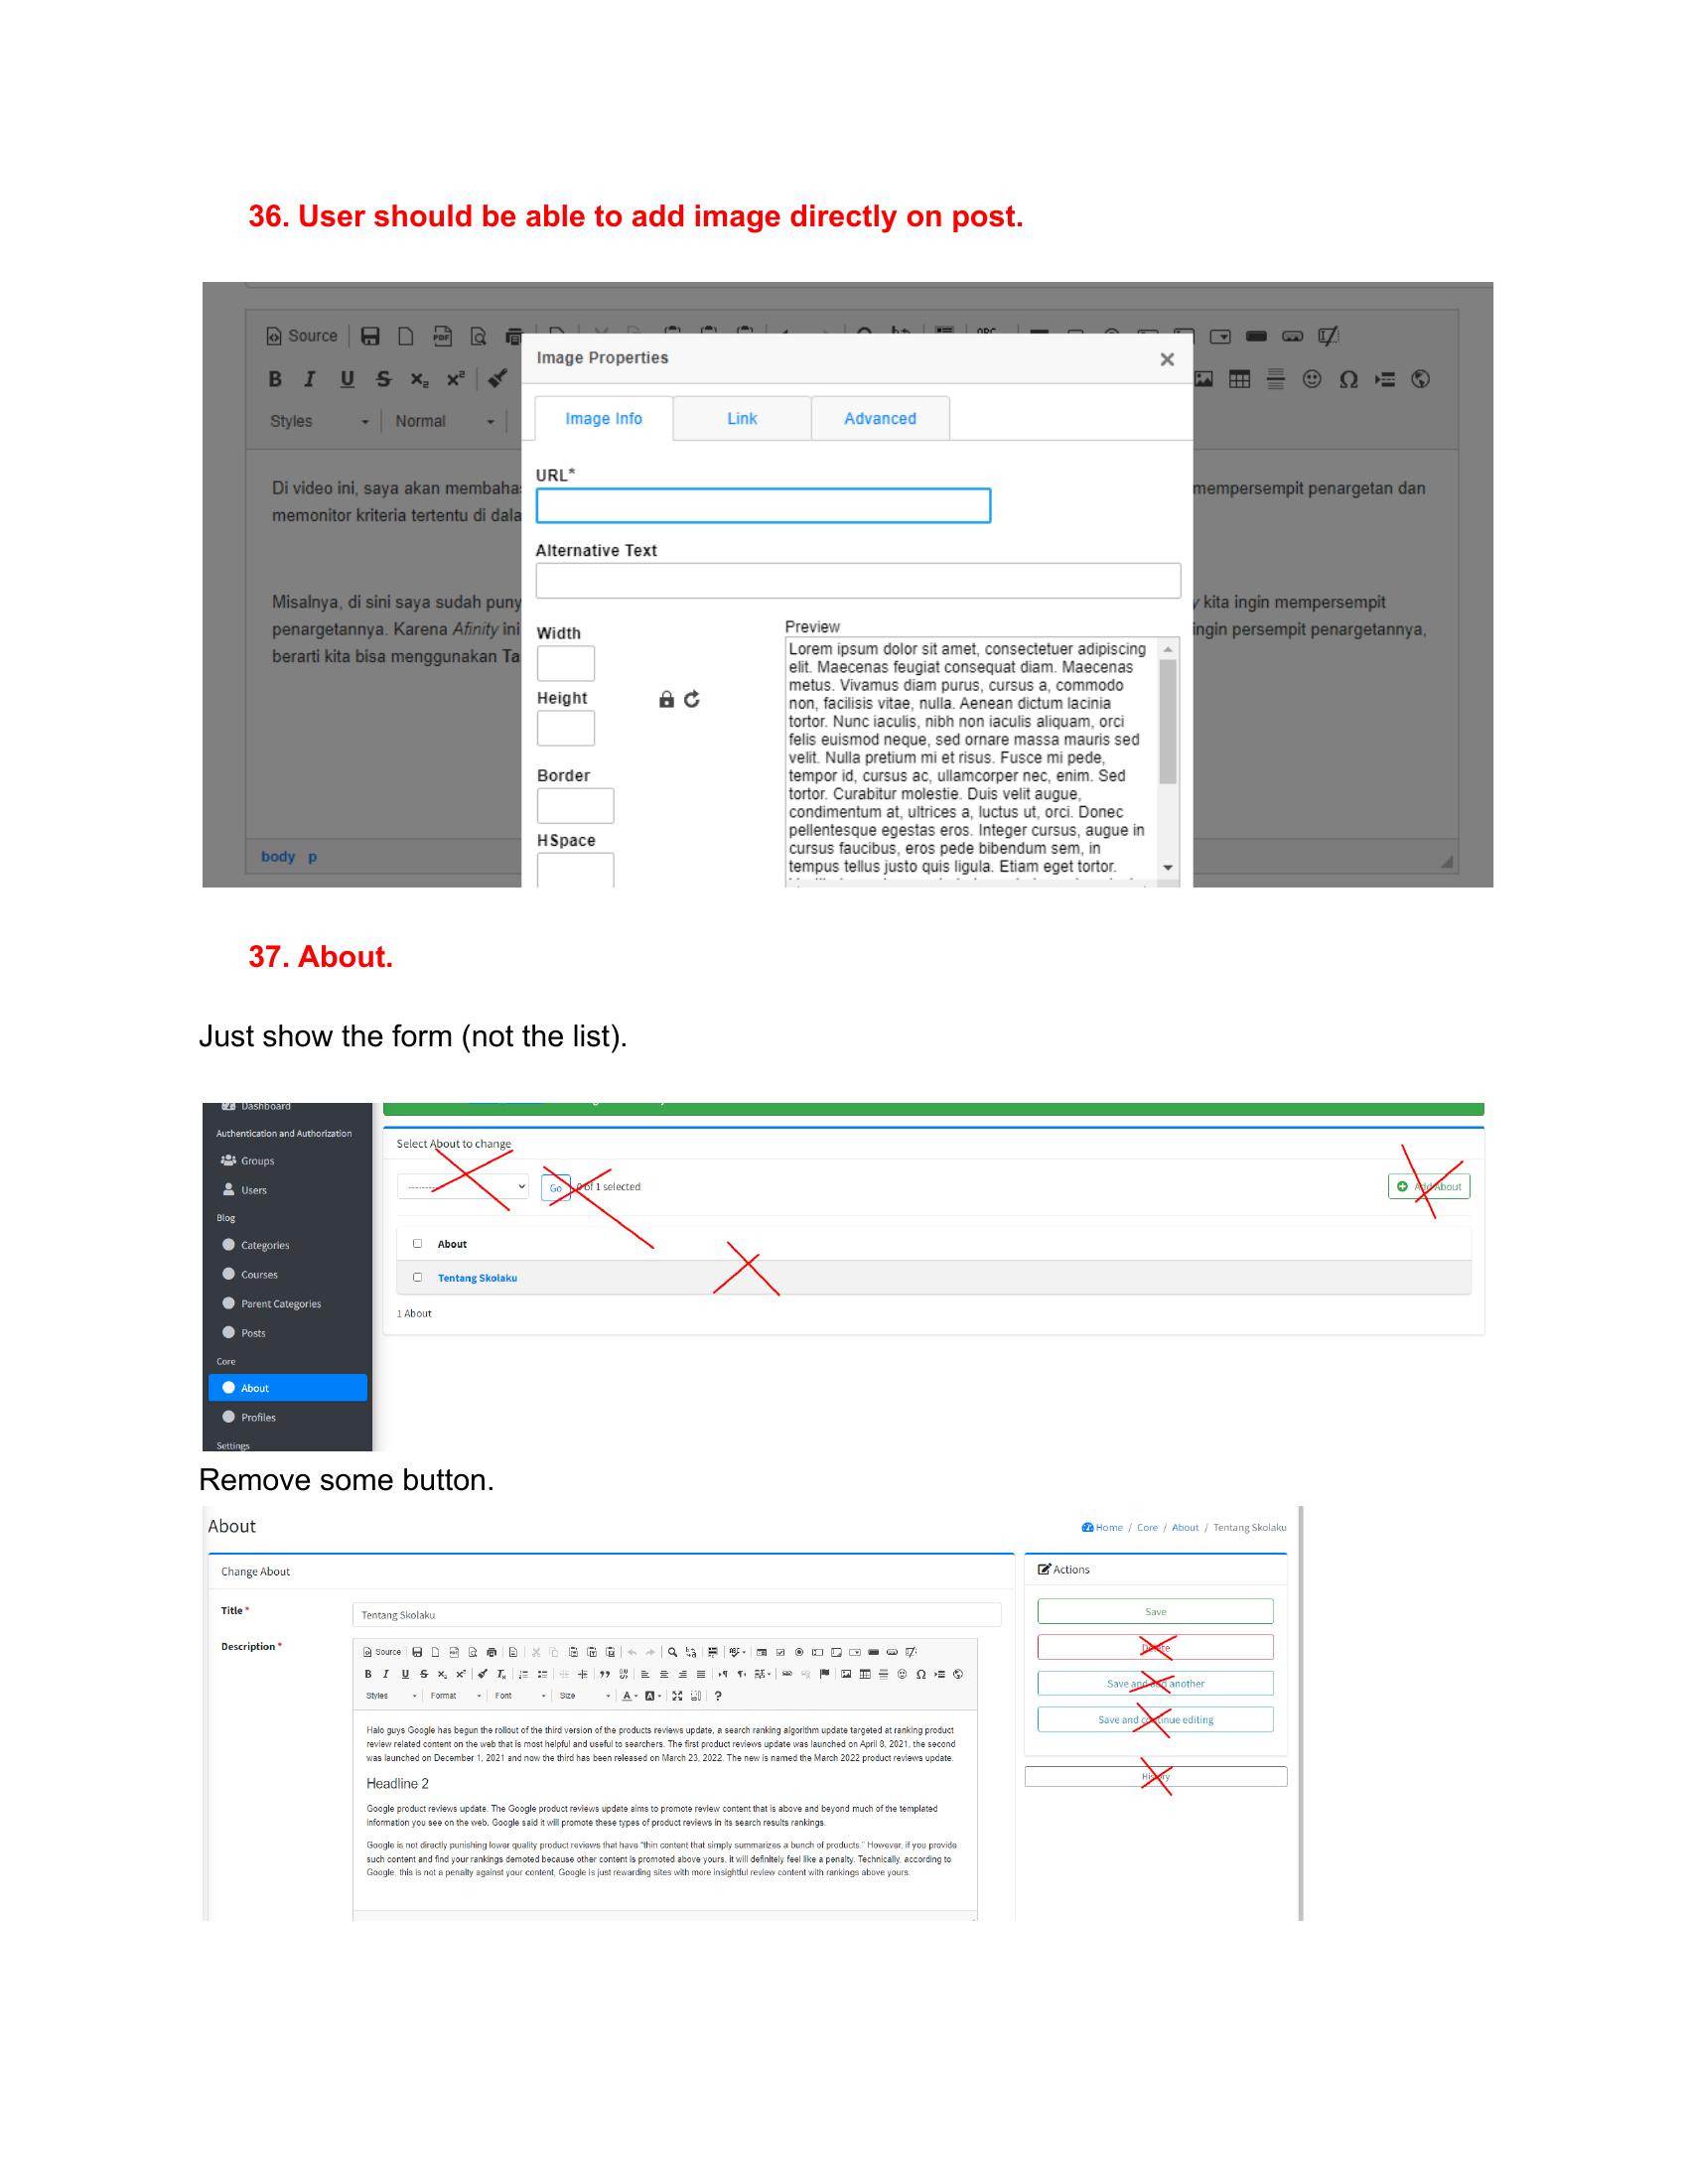 36. User should be able to add image directly on post.
Source
Image Properties
Styles Normal
Image Info Link Advanced
URL*
Di video ini, saya akan membaha mempersempit penargetan dan
memonitor kriteria tertentu di dala
Alternative Text
Misalnya, di sini saya sudah puny kita ingin mempersempit
penargetannya. Karena Afinity ini ingin persempit penargetannya,
berarti kita bisa menggunakan Ta
Width
Height
Border
HSpace
Preview
Lorem ipsum dolor sit amet, consectetuer adipiscing
elit. Maecenas feugiat consequat diam. Maecenas
metus. Vivamus diam purus, cursus a, commodo
non, facilisis vitae, nulla. Aenean dictum lacinia
tortor. Nunc iaculis, nibh non iaculis aliquam, orci
felis euismod neque, sed ornare massa mauris sed
velit. Nulla pretium mi et risus. Fusce mi pede,
tempor id, cursus ac, ullamcorper nec, enim. Sed
tortor. Curabitur molestie. Duis velit augue,
condimentum at, ultrices a, luctus ut, orci. Donec
pellentesque egestas eros. Integer cursus, augue in
cursus faucibus, eros pede bibendum sem, in
tempus tellus justo quis ligula. Etiam eget tortor.
body p
37. About.
Just show the form (not the list).
Dashboard
Authentication and Authorization
Groups
Users
Blog
Categories
Courses
Parent Categories
Posts
Core
About
Profiles
Settings
Select About to change
---------- Go 0 of 1 selected Add About
About
Tentang Skolaku
1 About
Remove some button.
About Home / Core / About / Tentang Skolaku
Change About
Title * Tentang Skolaku
Description *
Source
Styles Format Font Size
Halo guys Google has begun the rollout of the third version of the products reviews update, a search ranking algorithm update targeted at ranking product
review related content on the web that is most helpful and useful to searchers. The first product reviews update was launched on April 8, 2021, the second
was launched on December 1, 2021 and now the third has been released on March 23, 2022. The new is named the March 2022 product reviews update.
Headline 2
Google product reviews update. The Google product reviews update aims to promote review content that is above and beyond much of the templated
information you see on the web. Google said it will promote these types of product reviews in its search results rankings.
Google is not directly punishing lower quality product reviews that have "thin content that simply summarizes a bunch of products." However, if you provide
such content and find your rankings demoted because other content is promoted above yours, it will definitely feel like a penalty. Technically, according to
Google, this is not a penalty against your content, Google is just rewarding sites with more insightful review content with rankings above yours.
Actions
Save
Delete
Save and add another
Save and continue editing
History